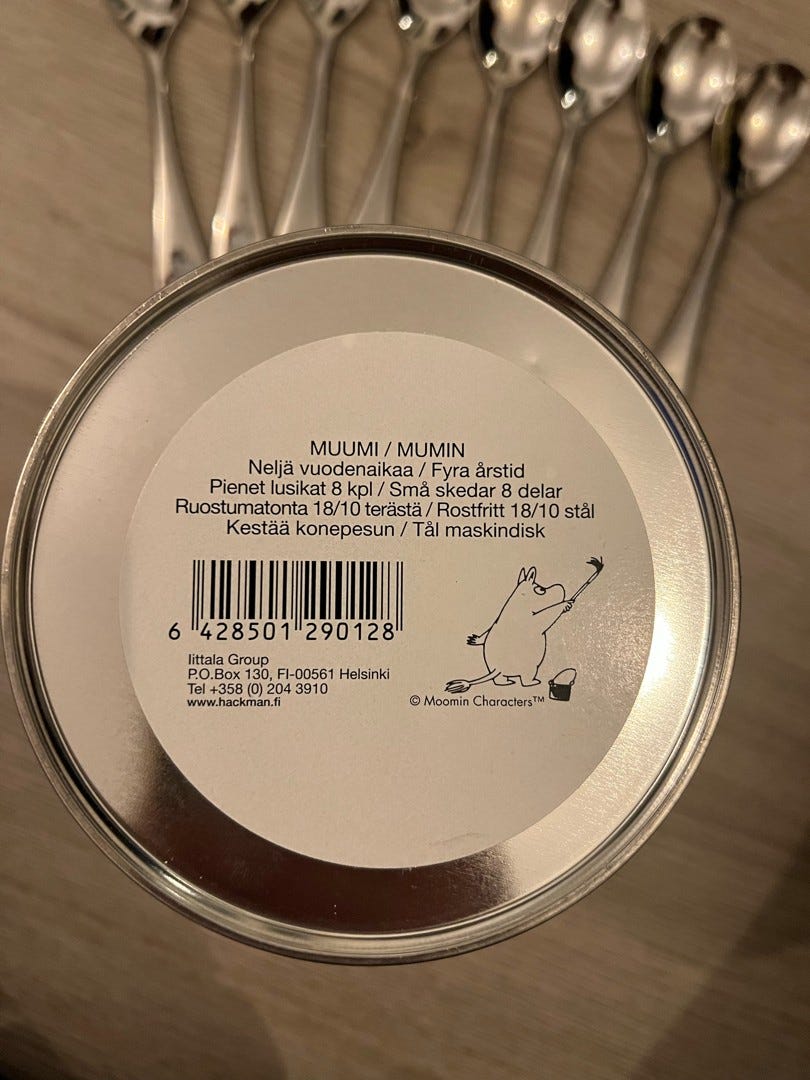 MUUMI / MUMIN
Neljä vuodenaikaa / Fyra årstid
Pienet lusikat 8 kpl / Små skedar 8 delar
Ruostumatonta 18/10 terästä / Rostfritt 18/10 stål
Kestää konepesun / Tål maskindisk
6 428501 290128
Iittala Group
P.O.Box 130, FI-00561 Helsinki
Tel +358 (0) 204 3910
www.hackman.fi
© Moomin Characters™